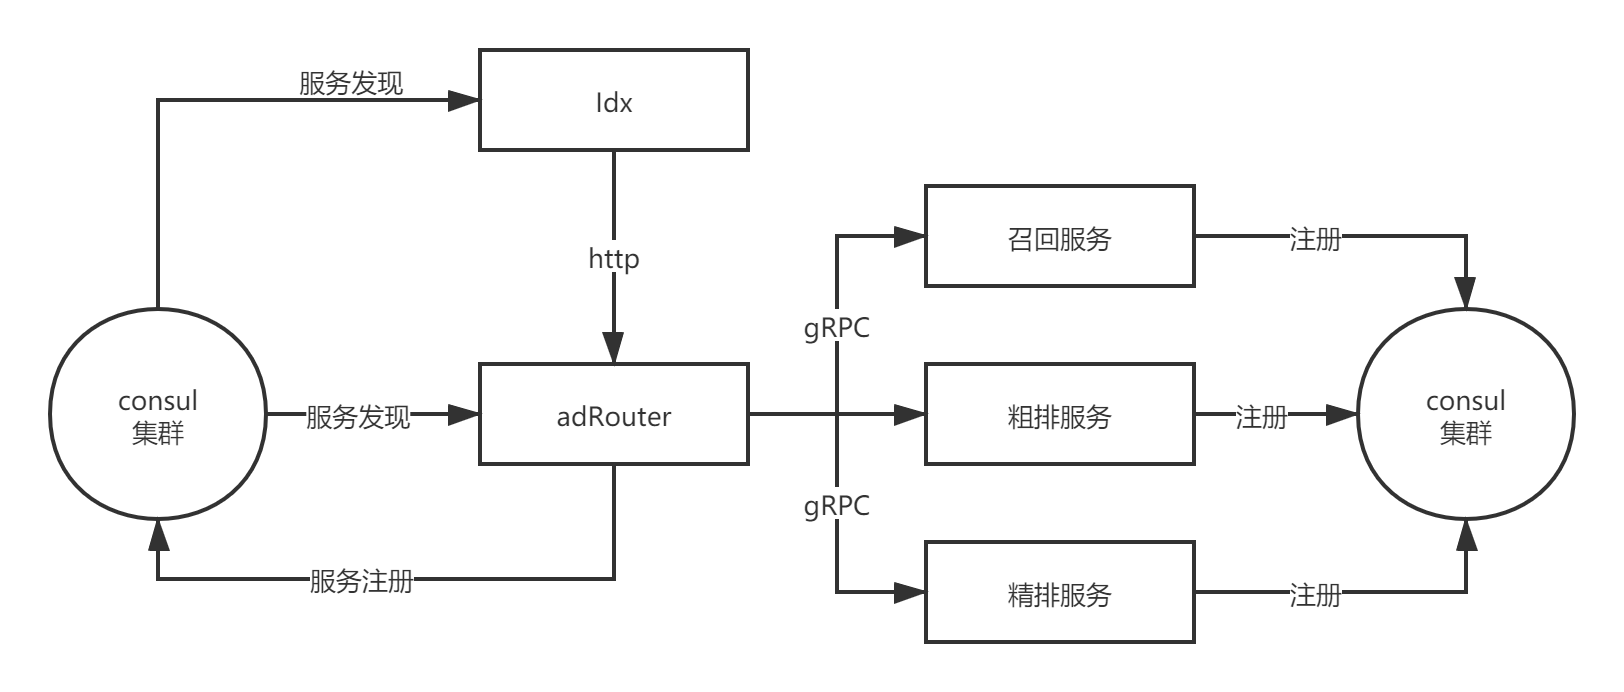 服务发现
Idx
http
召回服务
注册
gRPC
consul
集群
服务发现
adRouter
粗排服务
注册
consul
集群
gRPC
服务注册
精排服务
注册